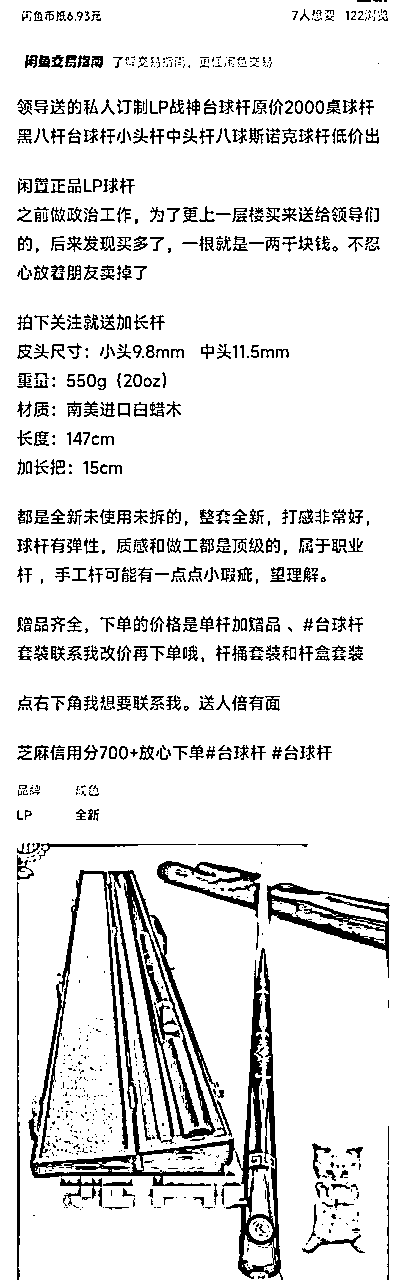 闲鱼币抵6.93元 7人想要 122浏览
闲鱼交易指南 了解交易指南，更懂闲鱼交易
领导送的私人订制LP战神台球杆原价2000桌球杆
黑八杆台球杆小头杆中头杆八球斯诺克球杆低价出
闲置正品LP球杆
之前做政治工作，为了更上一层楼买来送给领导们
的，后来发现买多了，一根就是一两千块钱。不忍
心放着朋友卖掉了
拍下关注就送加长杆
皮头尺寸：小头9.8mm 中头11.5mm
重量：550g（20oz）
材质：南美进口白蜡木
长度：147cm
加长把：15cm
都是全新未使用未拆的，整套全新，打感非常好，
球杆有弹性，质感和做工都是顶级的，属于职业
杆 ，手工杆可能有一点点小瑕疵，望理解。
赠品齐全，下单的价格是单杆加赠品 、#台球杆
套装联系我改价再下单哦，杆桶套装和杆盒套装
点右下角我想要联系我。送人倍有面
芝麻信用分700+放心下单#台球杆 #台球杆
品牌 成色
LP 全新